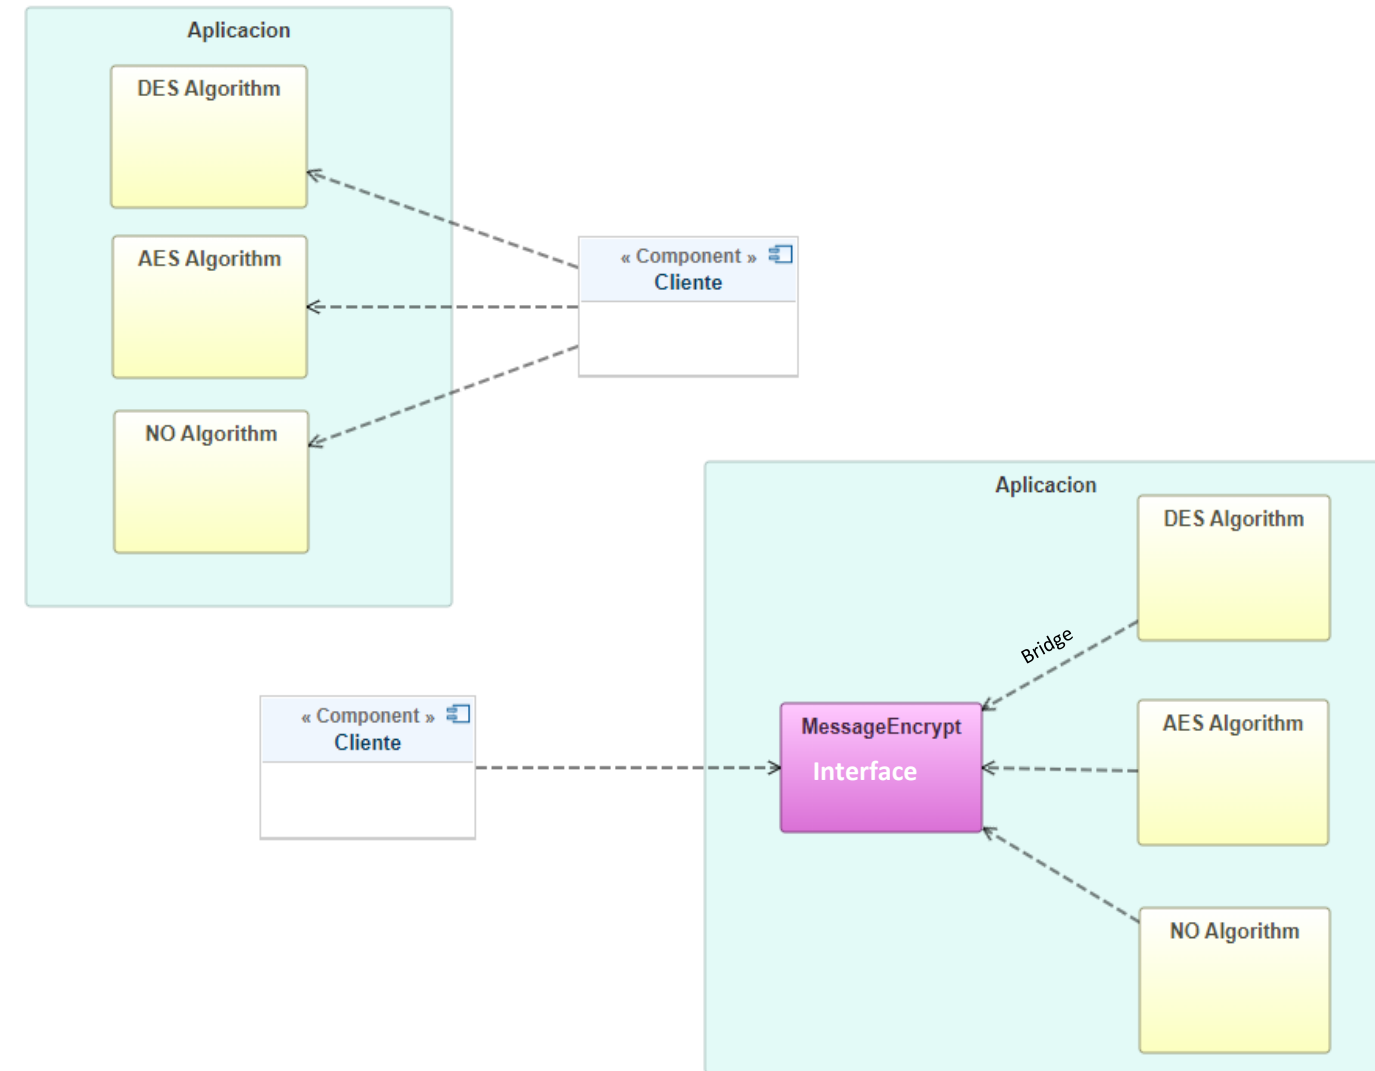 Aplicacion
DES Algorithm
AES Algorithm
NO Algorithm
« Component »
Cliente
Aplicacion
DES Algorithm
Bridge
« Component »
Cliente
MessageEncrypt
Interface
AES Algorithm
NO Algorithm